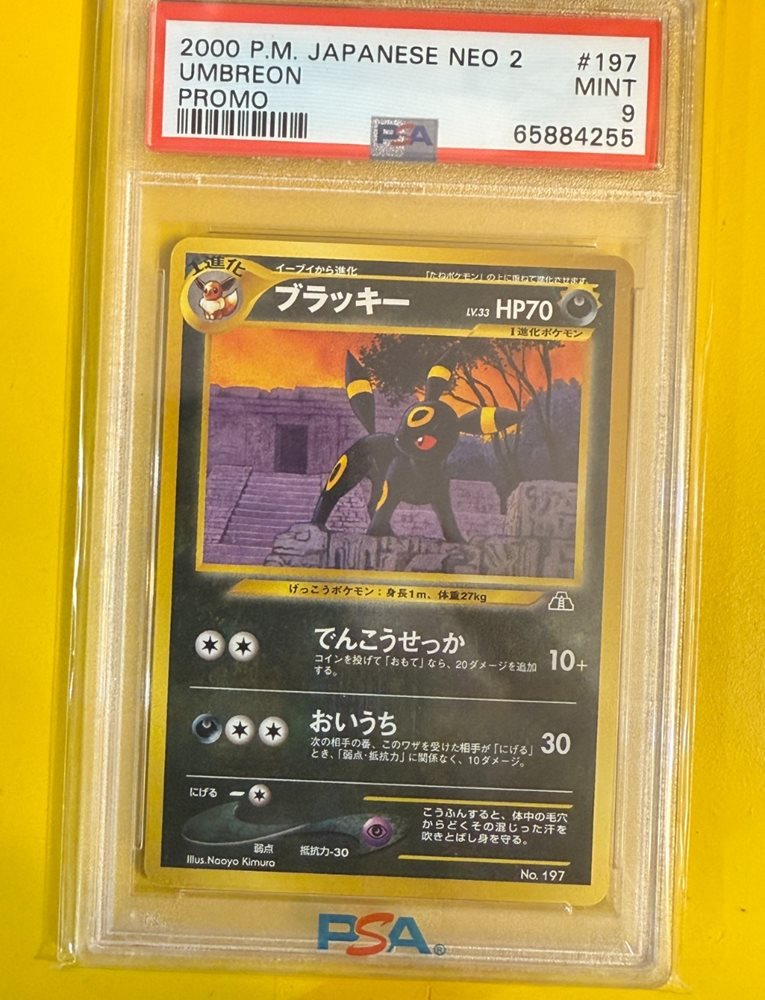 2000 P.M. JAPANESE NEO 2 #197
UMBREON MINT
PROMO 9
65884255
PSA
1進化
イーブイから進化
「たねポケモン」の上に重ねて進化させます
ブラッキー LV.33 HP70
1進化ポケモン
げっこうポケモン：身長1m、体重27kg
でんこうせっか 10+
コインを投げて「おもて」なら、20ダメージを追加
する。
おいうち 30
次の相手の番、このワザを受けた相手が「にげる」
とき、「弱点・抵抗力」に関係なく、10ダメージ。
にげる
弱点 抵抗力-30
こうふんすると、体中の毛穴
からどくその混じった汗を
吹きとばし身を守る。
Illus.Naoyo Kimura
No. 197
PSA®